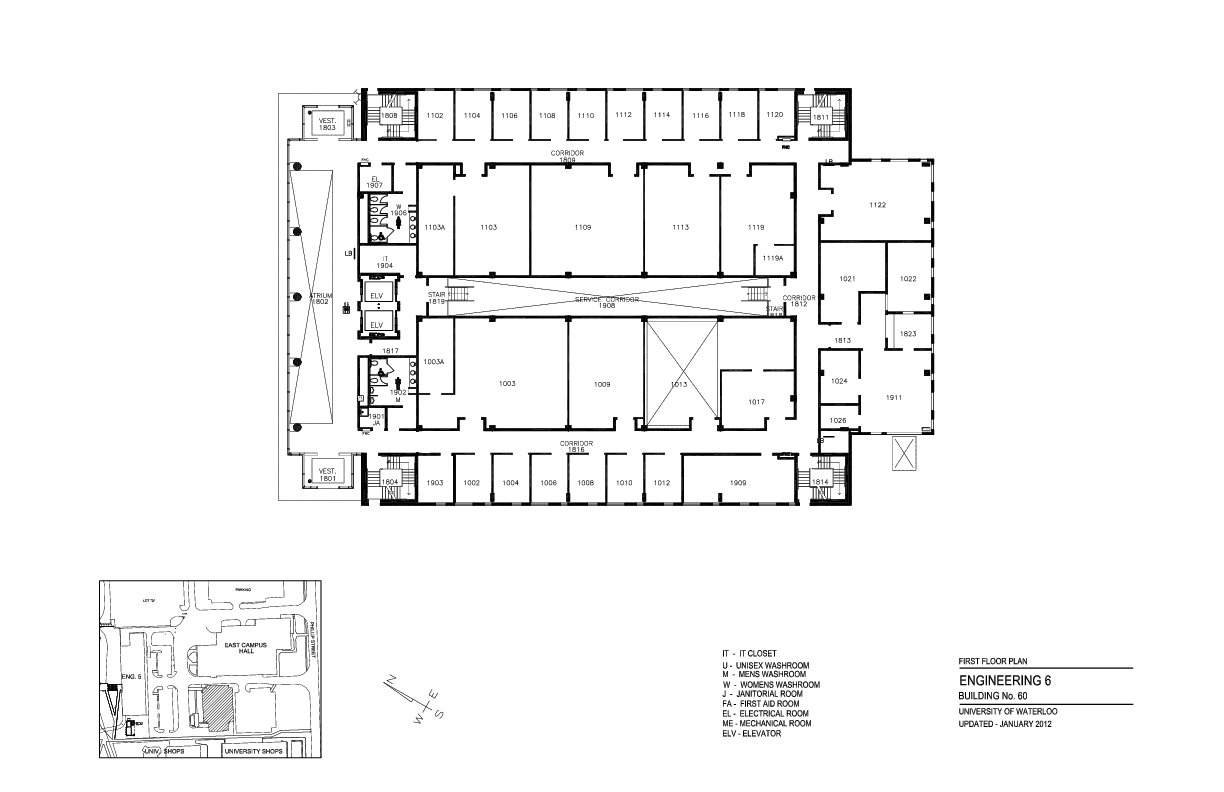 1808
1102
1104
1106
1108
1110
1112
1114
1116
1118
1120
1811
VEST.
1803
CORRIDOR
1809
FHC
LB
EL
1907
W
1906
1103A
1103
1109
1113
1119
1119A
1122
LB
IT
1904
ELV
ELV
ATRIUM
1802
STAIR
1819
SERVICE CORRIDOR
1908
STAIR
CORRIDOR
1812
1021
1022
1813
1823
1817
1003A
1003
1009
1013
1017
1024
1911
1902
M
1901
JA
FHC
1026
CORRIDOR
1816
VEST.
1801
1804
1903
1002
1004
1006
1008
1010
1012
1909
1814
PARKING
PHILLIP STREET
EAST CAMPUS
HALL
ENG. 5
UNIV. SHOPS
UNIVERSITY SHOPS
N
E
W
S
IT - IT CLOSET
U - UNISEX WASHROOM
M - MENS WASHROOM
W - WOMENS WASHROOM
J - JANITORIAL ROOM
FA - FIRST AID ROOM
EL - ELECTRICAL ROOM
ME - MECHANICAL ROOM
ELV - ELEVATOR
FIRST FLOOR PLAN
ENGINEERING 6
BUILDING No. 60
UNIVERSITY OF WATERLOO
UPDATED - JANUARY 2012